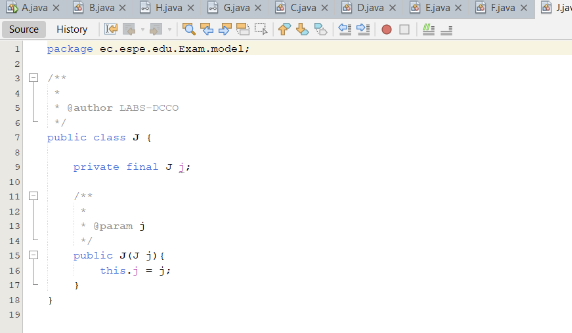 A.java B.java H.java G.java C.java D.java E.java F.java J.jav
Source History
1 package ec.espe.edu.Exam.model;
2
3 /**
4 *
5 * @author LABS-DCCO
6 */
7 public class J {
8
9 private final J j;
10
11 /**
12 *
13 * @param j
14 */
15 public J(J j){
16 this.j = j;
17 }
18 }
19